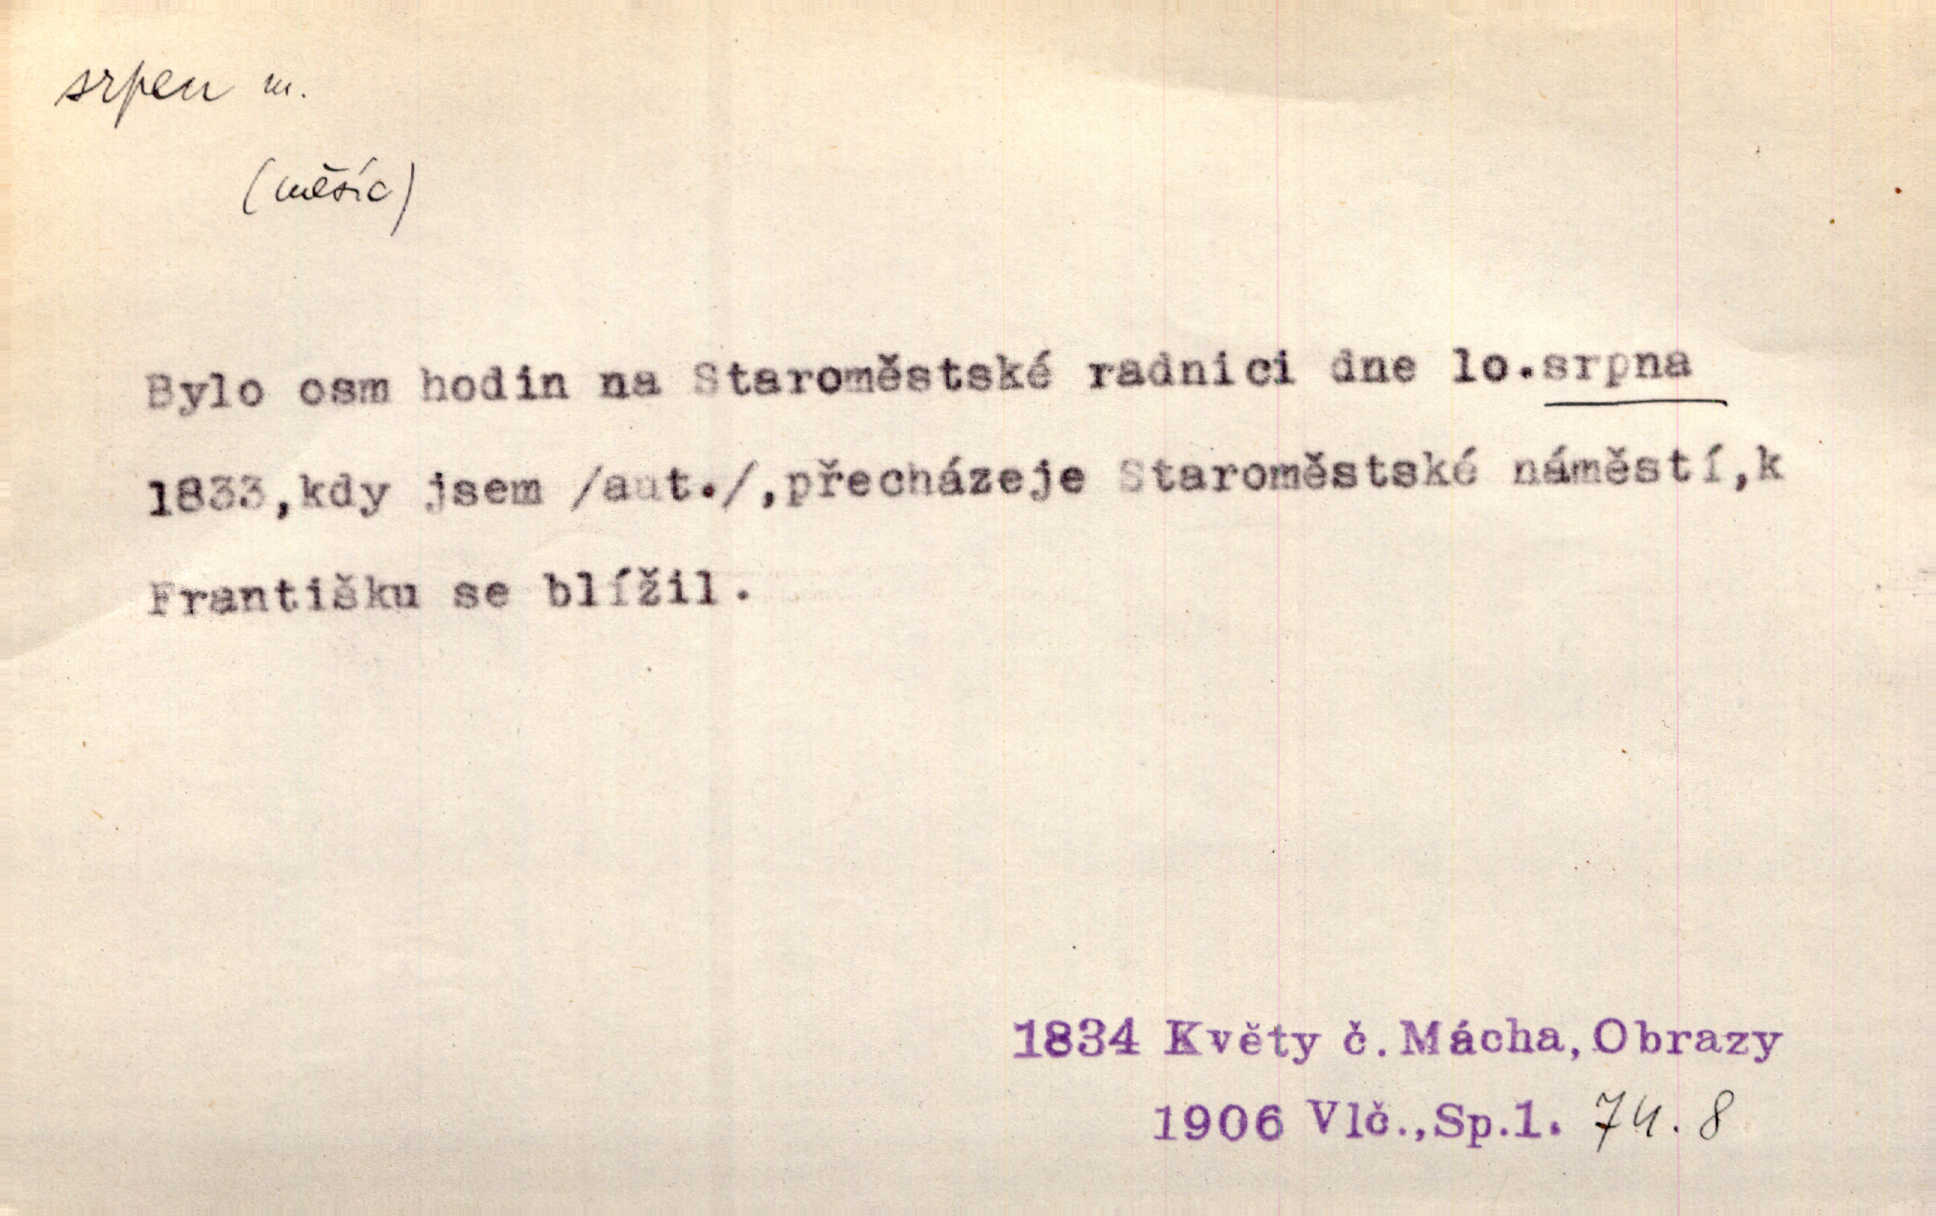 srpen m.
(měsíc)
Bylo osm hodin na Staroměstské radnici dne lo.srpna
1833,kdy jsem /aut./,přecházeje Staroměstské náměstí,k
Františku se blížil.
1834 Květy č. Mácha, Obrazy
1906 Vlč.,Sp.1. 74.8